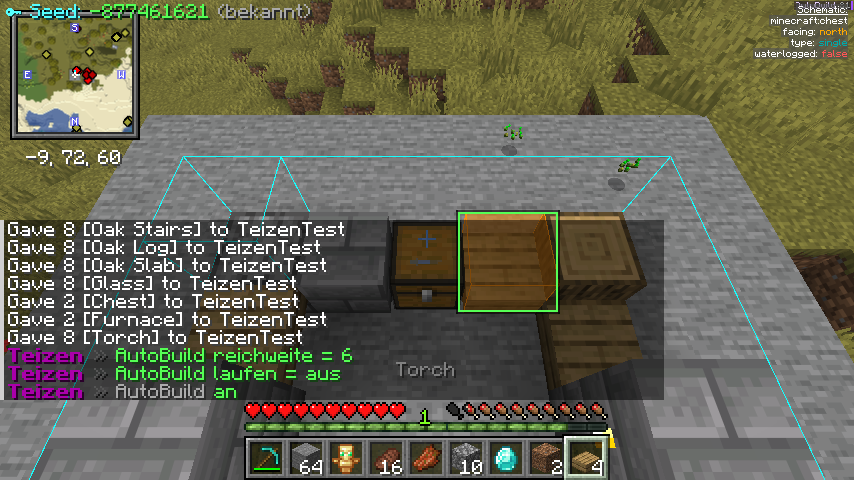 Seed: -877461621 (bekannt)
Schematic:
minecraft:chest
facing: north
type: single
waterlogged: false
S
E
W
N
-9, 72, 60
Gave 8 [Oak Stairs] to TeizenTest
Gave 8 [Oak Log] to TeizenTest
Gave 8 [Oak Slab] to TeizenTest
Gave 8 [Glass] to TeizenTest
Gave 2 [Chest] to TeizenTest
Gave 2 [Furnace] to TeizenTest
Gave 8 [Torch] to TeizenTest
Teizen » AutoBuild reichweite = 6
Teizen » AutoBuild laufen = aus
Teizen » AutoBuild an
Torch
1
64
16
10
2
4